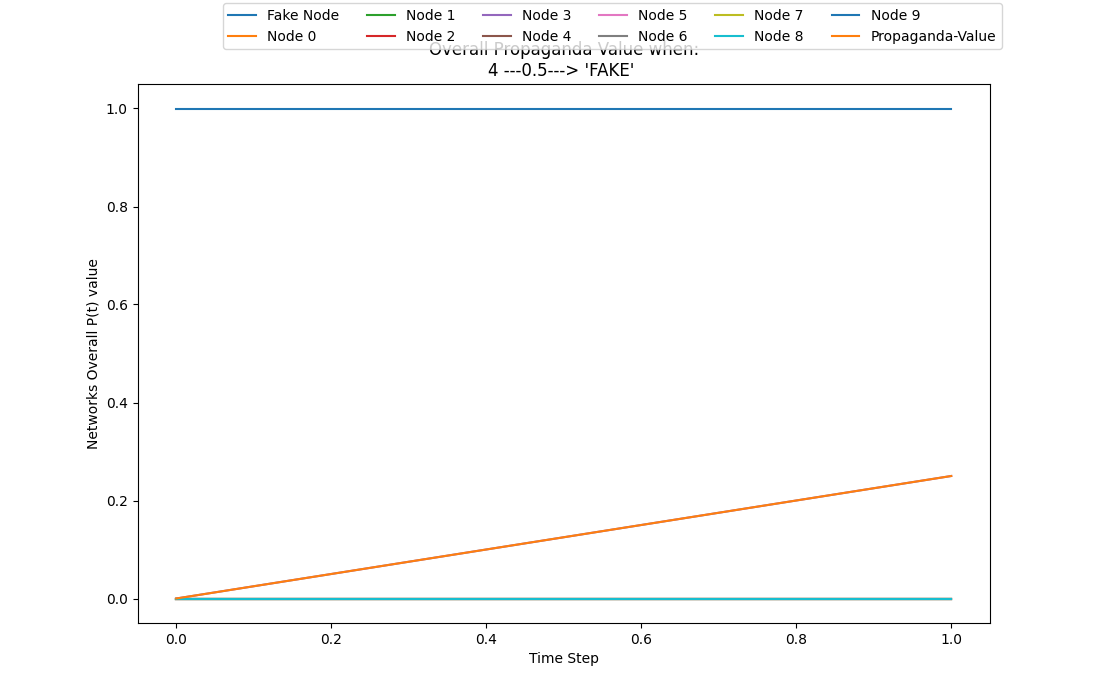 Fake Node Node 1 Node 3 Node 5 Node 7 Node 9
Node 0 Node 2 Node 4 Node 6 Node 8 Propaganda-Value
Overall Propaganda Value when:
4 ---0.5---> 'FAKE'
1.0
0.8
0.6
0.4
0.2
0.0
Networks Overall P(t) value
0.0 0.2 0.4 0.6 0.8 1.0
Time Step